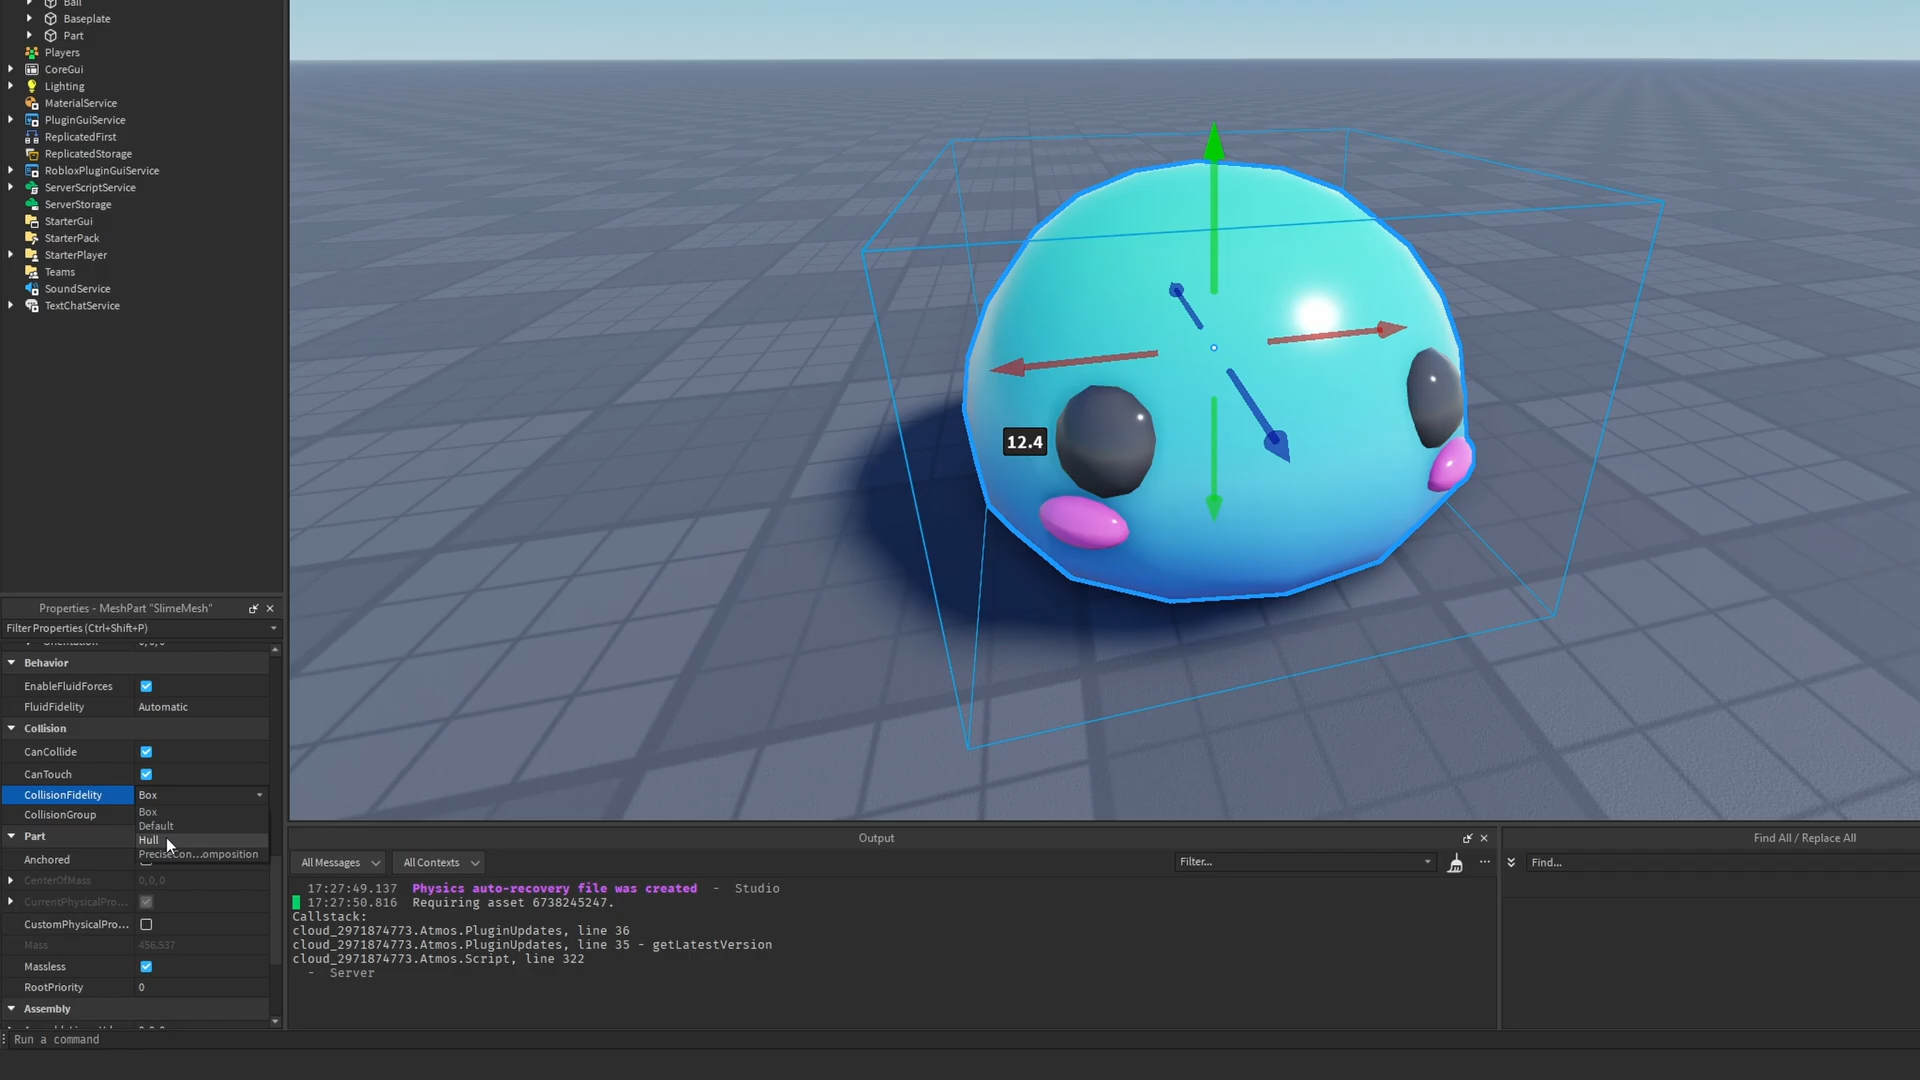 Ball
Baseplate
Part
Players
CoreGui
Lighting
MaterialService
PluginGuiService
ReplicatedFirst
ReplicatedStorage
RobloxPluginGuiService
ServerScriptService
ServerStorage
StarterGui
StarterPack
StarterPlayer
Teams
SoundService
TextChatService
12.4
Properties - MeshPart "SlimeMesh"
Filter Properties (Ctrl+Shift+P)
Behavior
EnableFluidForces
FluidFidelity Automatic
Collision
CanCollide
CanTouch
CollisionFidelity Box
CollisionGroup
Box
Default
Hull
PreciseCon...omposition
Part
Anchored
CenterOfMass 0,0,0
CurrentPhysicalPro...
CustomPhysicalPro...
Mass 456.537
Massless
RootPriority 0
Assembly
Run a command
Output
All Messages All Contexts Filter...
17:27:49.137 Physics auto-recovery file was created - Studio
17:27:50.816 Requiring asset 6738245247.
Callstack:
cloud_2971874773.Atmos.PluginUpdates, line 36
cloud_2971874773.Atmos.PluginUpdates, line 35 - getLatestVersion
cloud_2971874773.Atmos.Script, line 322
- Server
Find All / Replace All
Find...